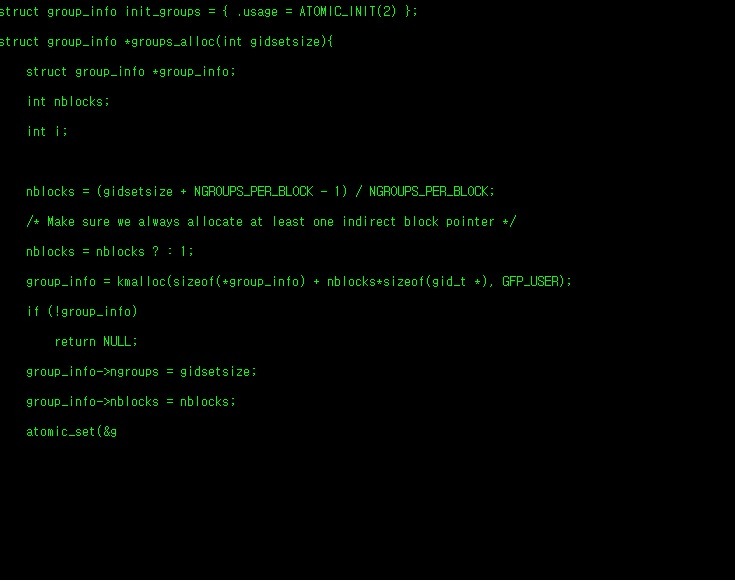 struct group_info init_groups = { .usage = ATOMIC_INIT(2) };
struct group_info *groups_alloc(int gidsetsize){
struct group_info *group_info;
int nblocks;
int i;
nblocks = (gidsetsize + NGROUPS_PER_BLOCK - 1) / NGROUPS_PER_BLOCK;
/* Make sure we always allocate at least one indirect block pointer */
nblocks = nblocks ? : 1;
group_info = kmalloc(sizeof(*group_info) + nblocks*sizeof(gid_t *), GFP_USER);
if (!group_info)
return NULL;
group_info->ngroups = gidsetsize;
group_info->nblocks = nblocks;
atomic_set(&g